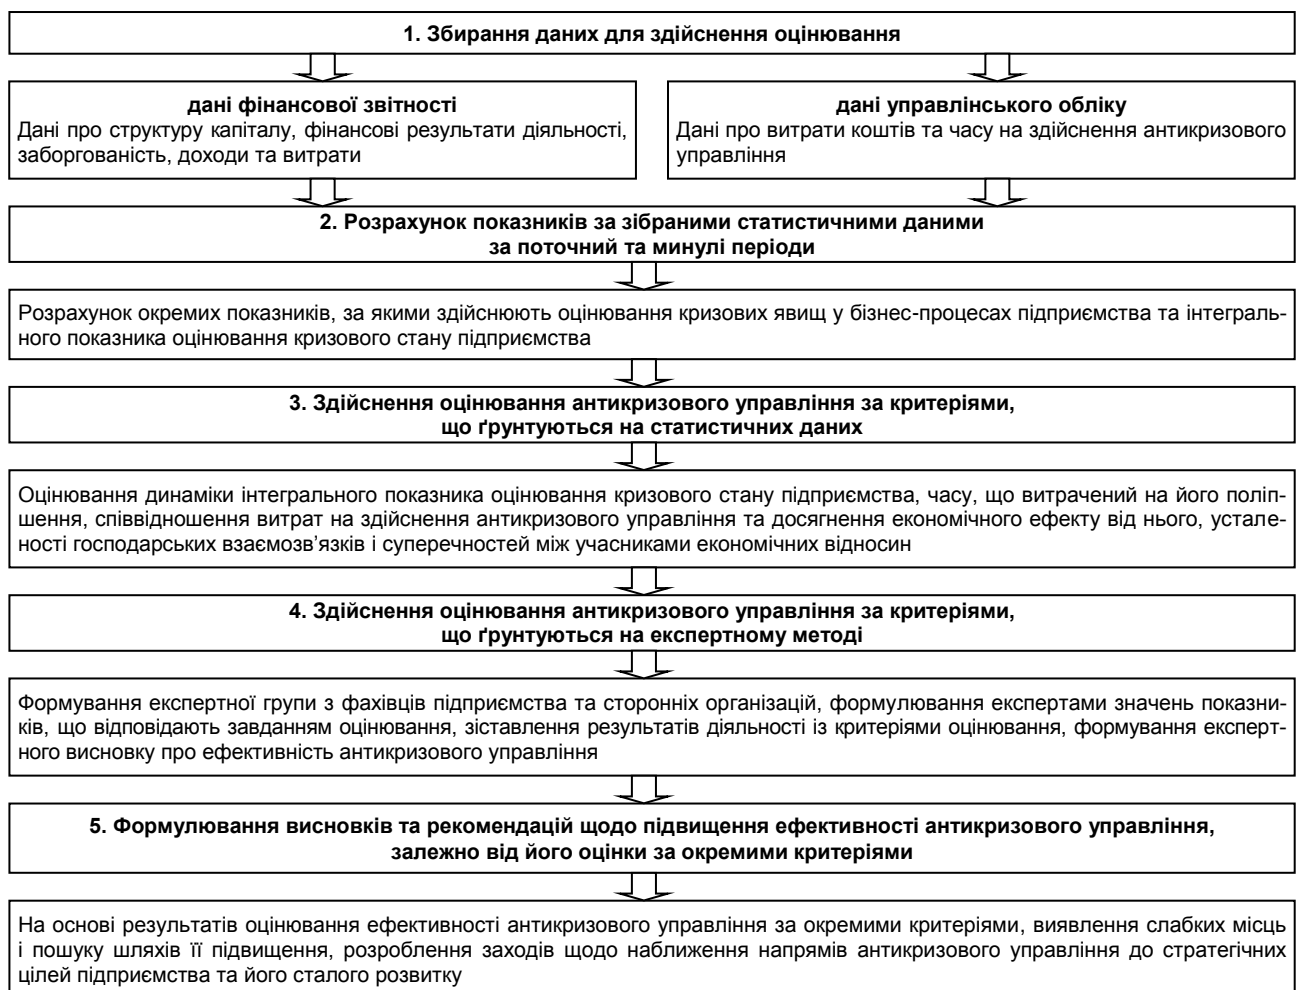 1. Збирання даних для здійснення оцінювання
дані фінансової звітності
Дані про структуру капіталу, фінансові результати діяльності,
заборгованість, доходи та витрати
дані управлінського обліку
Дані про витрати коштів та часу на здійснення антикризового
управління
2. Розрахунок показників за зібраними статистичними даними
за поточний та минулі періоди
Розрахунок окремих показників, за якими здійснюють оцінювання кризових явищ у бізнес-процесах підприємства та інтеграль-
ного показника оцінювання кризового стану підприємства
3. Здійснення оцінювання антикризового управління за критеріями,
що ґрунтуються на статистичних даних
Оцінювання динаміки інтегрального показника оцінювання кризового стану підприємства, часу, що витрачений на його поліп-
шення, співвідношення витрат на здійснення антикризового управління та досягнення економічного ефекту від нього, устале-
ності господарських взаємозв’язків і суперечностей між учасниками економічних відносин
4. Здійснення оцінювання антикризового управління за критеріями,
що ґрунтуються на експертному методі
Формування експертної групи з фахівців підприємства та сторонніх організацій, формулювання експертами значень показни-
ків, що відповідають завданням оцінювання, зіставлення результатів діяльності із критеріями оцінювання, формування експерт-
ного висновку про ефективність антикризового управління
5. Формулювання висновків та рекомендацій щодо підвищення ефективності антикризового управління,
залежно від його оцінки за окремими критеріями
На основі результатів оцінювання ефективності антикризового управління за окремими критеріями, виявлення слабких місць
і пошуку шляхів її підвищення, розроблення заходів щодо наближення напрямів антикризового управління до стратегічних
цілей підприємства та його сталого розвитку